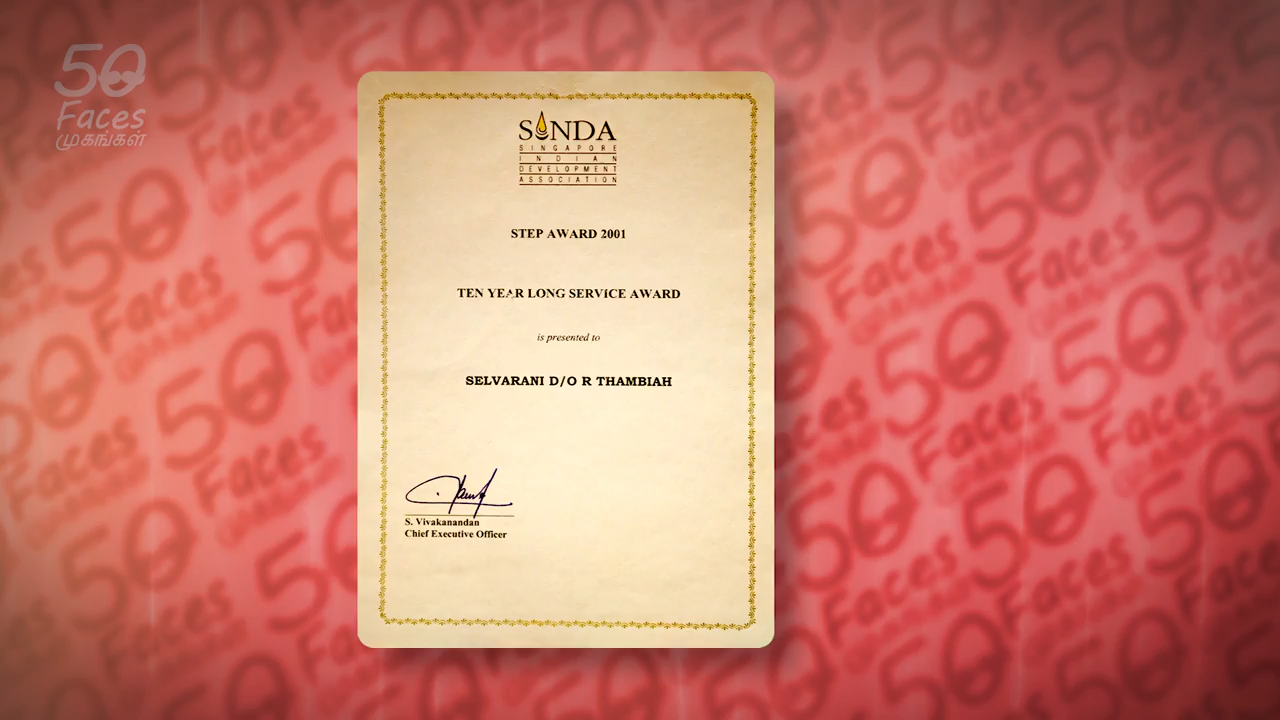 50
Faces
முகங்கள்
SINDA
SINGAPORE
INDIAN
DEVELOPMENT
ASSOCIATION
STEP AWARD 2001
TEN YEAR LONG SERVICE AWARD
is presented to
SELVARANI D/O R THAMBIAH
S. Vivakanandan
Chief Executive Officer